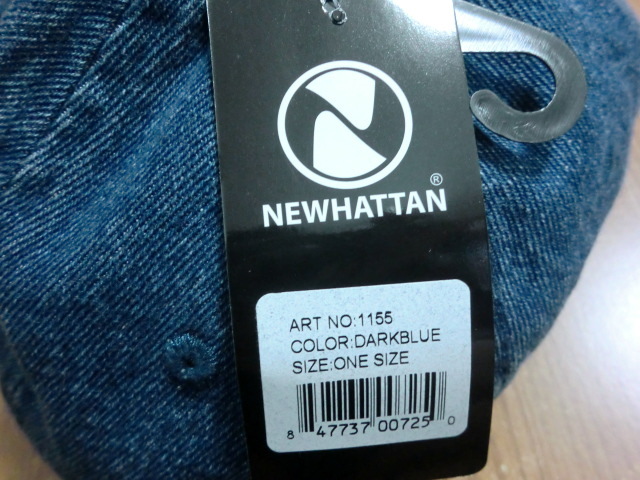 ®
NEWHATTAN
ART NO:1155
COLOR:DARKBLUE
SIZE:ONE SIZE
8 47737 00725 0